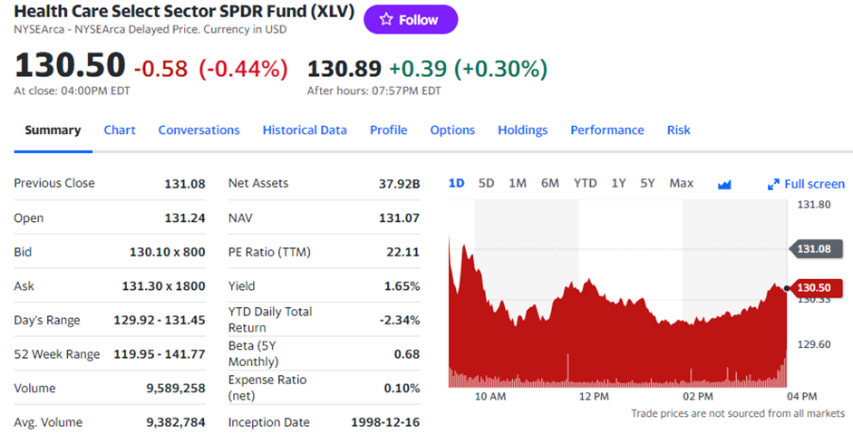 Health Care Select Sector SPDR Fund (XLV)
Follow
NYSEArca - NYSEArca Delayed Price. Currency in USD
130.50 -0.58 (-0.44%) 130.89 +0.39 (+0.30%)
At close: 04:00PM EDT After hours: 07:57PM EDT
Summary Chart Conversations Historical Data Profile Options Holdings Performance Risk
Previous Close 131.08
Open 131.24
Bid 130.10 x 800
Ask 131.30 x 1800
Day's Range 129.92 - 131.45
52 Week Range 119.95 - 141.77
Volume 9,589,258
Avg. Volume 9,382,784
Net Assets 37.92B
NAV 131.07
PE Ratio (TTM) 22.11
Yield 1.65%
YTD Daily Total
Return -2.34%
Beta (5Y
Monthly) 0.68
Expense Ratio
(net) 0.10%
Inception Date 1998-12-16
1D 5D 1M 6M YTD 1Y 5Y Max Full screen
131.80
131.08
130.50
129.60
10 AM 12 PM 02 PM 04 PM
Trade prices are not sourced from all markets